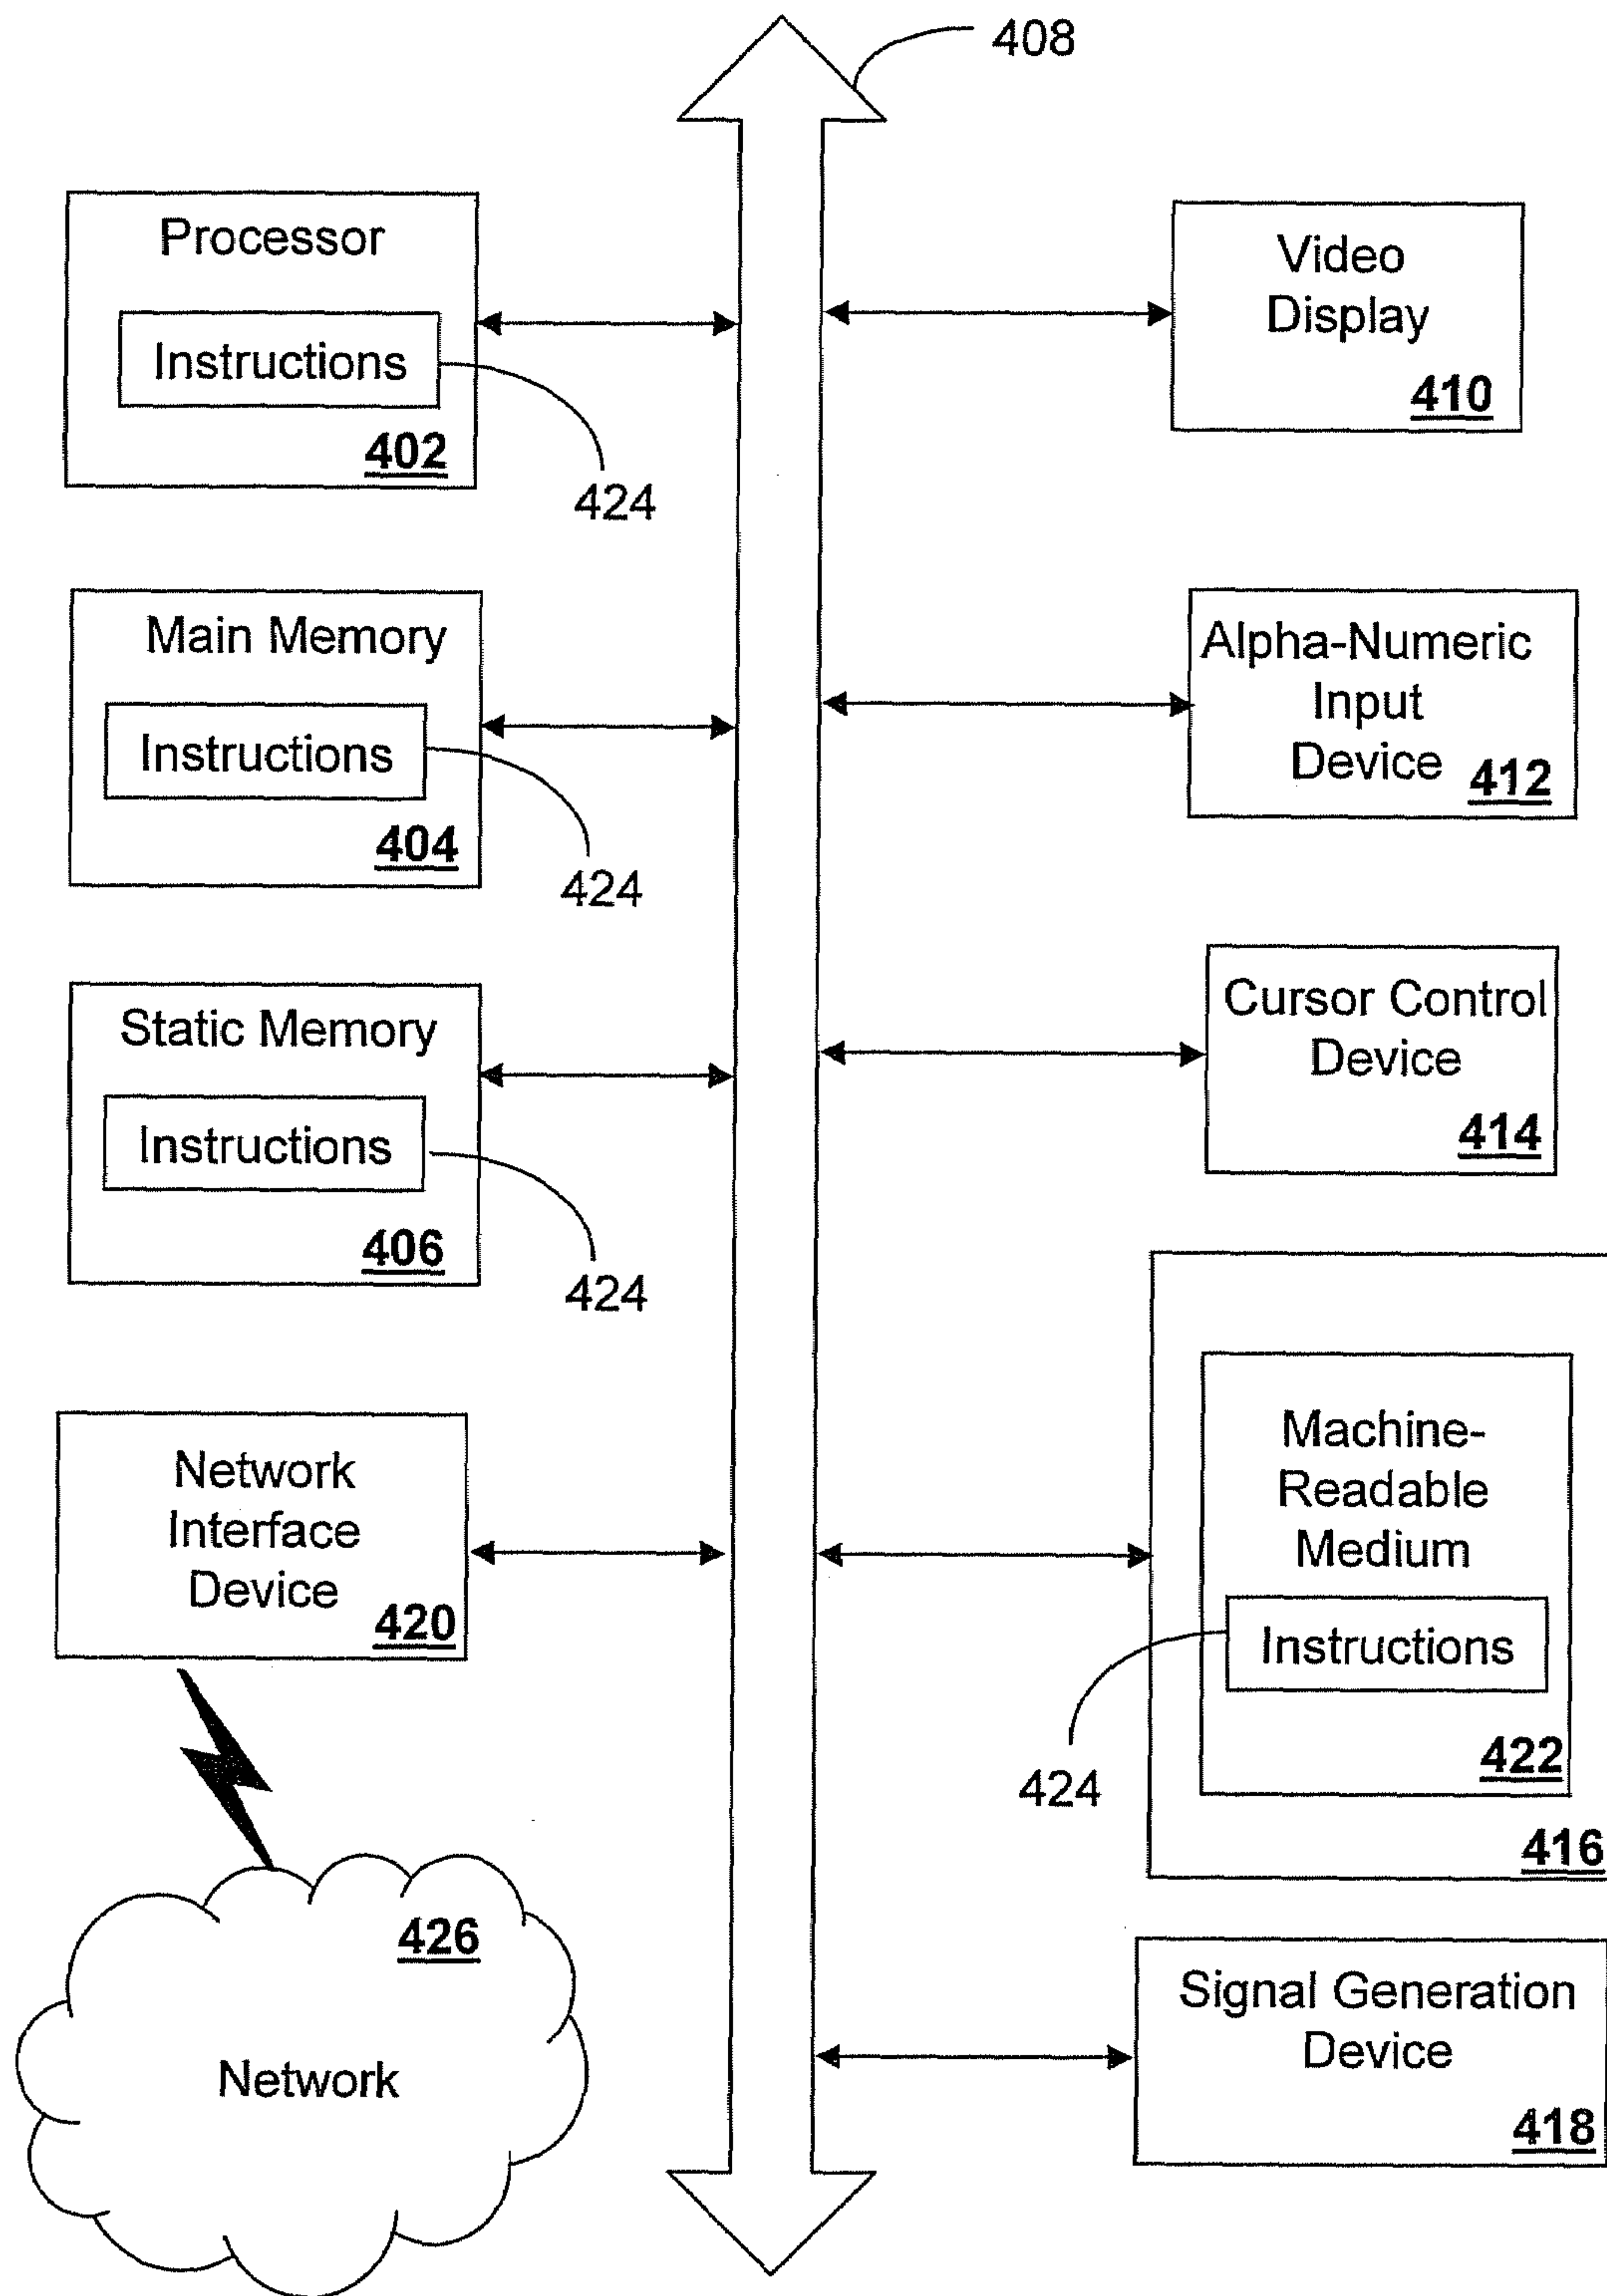 408
Processor
Instructions
402
424
Main Memory
Instructions
404
424
Static Memory
Instructions
406
424
Network
Interface
Device
420
426
Network
Video
Display
410
Alpha-Numeric
Input
Device
412
Cursor Control
Device
414
Machine-
Readable
Medium
Instructions
424
422
416
Signal Generation
Device
418